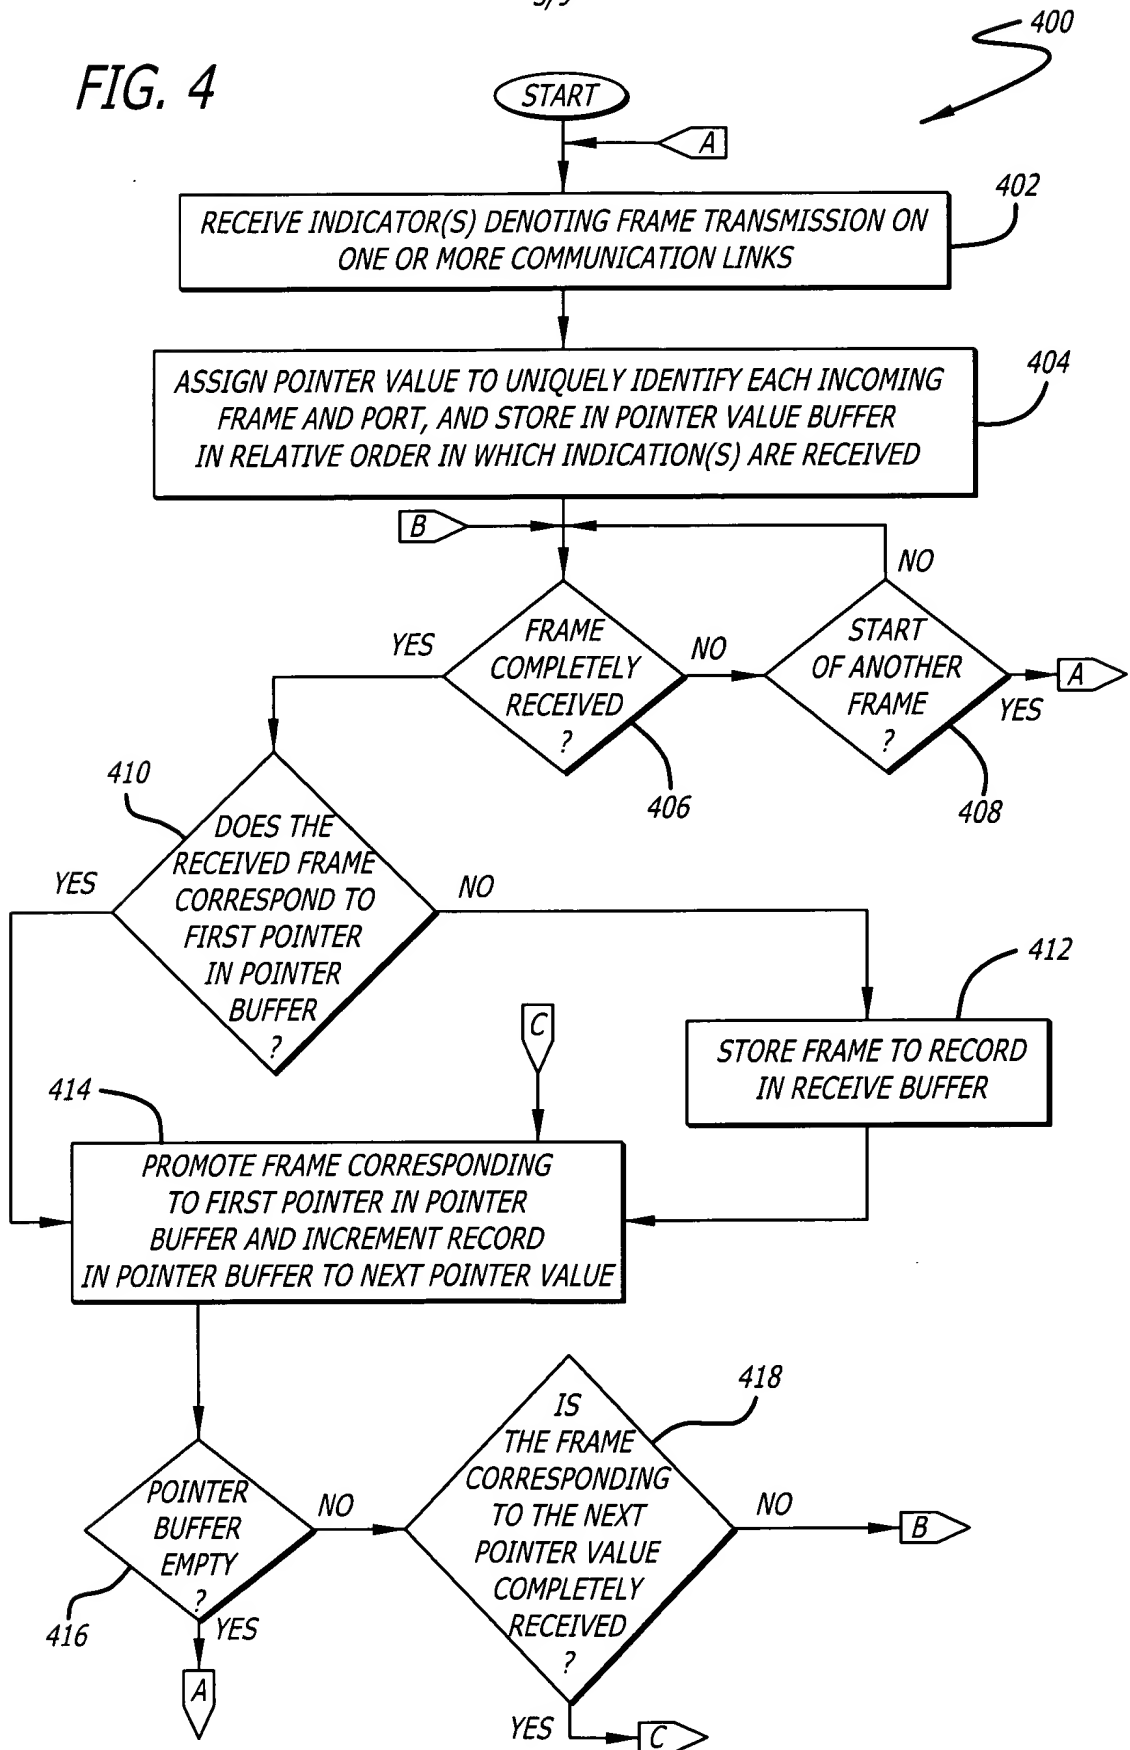 3/9
400
FIG. 4
START
A
402
RECEIVE INDICATOR(S) DENOTING FRAME TRANSMISSION ON
ONE OR MORE COMMUNICATION LINKS
404
ASSIGN POINTER VALUE TO UNIQUELY IDENTIFY EACH INCOMING
FRAME AND PORT, AND STORE IN POINTER VALUE BUFFER
IN RELATIVE ORDER IN WHICH INDICATION(S) ARE RECEIVED
B
NO
YES
FRAME
COMPLETELY
RECEIVED
?
NO
START
OF ANOTHER
FRAME
?
A
YES
406
408
410
DOES THE
RECEIVED FRAME
CORRESPOND TO
FIRST POINTER
IN POINTER
BUFFER
?
YES
NO
412
C
STORE FRAME TO RECORD
IN RECEIVE BUFFER
414
PROMOTE FRAME CORRESPONDING
TO FIRST POINTER IN POINTER
BUFFER AND INCREMENT RECORD
IN POINTER BUFFER TO NEXT POINTER VALUE
418
POINTER
BUFFER
EMPTY
?
NO
IS
THE FRAME
CORRESPONDING
TO THE NEXT
POINTER VALUE
COMPLETELY
RECEIVED
?
NO
B
416
YES
A
YES
C